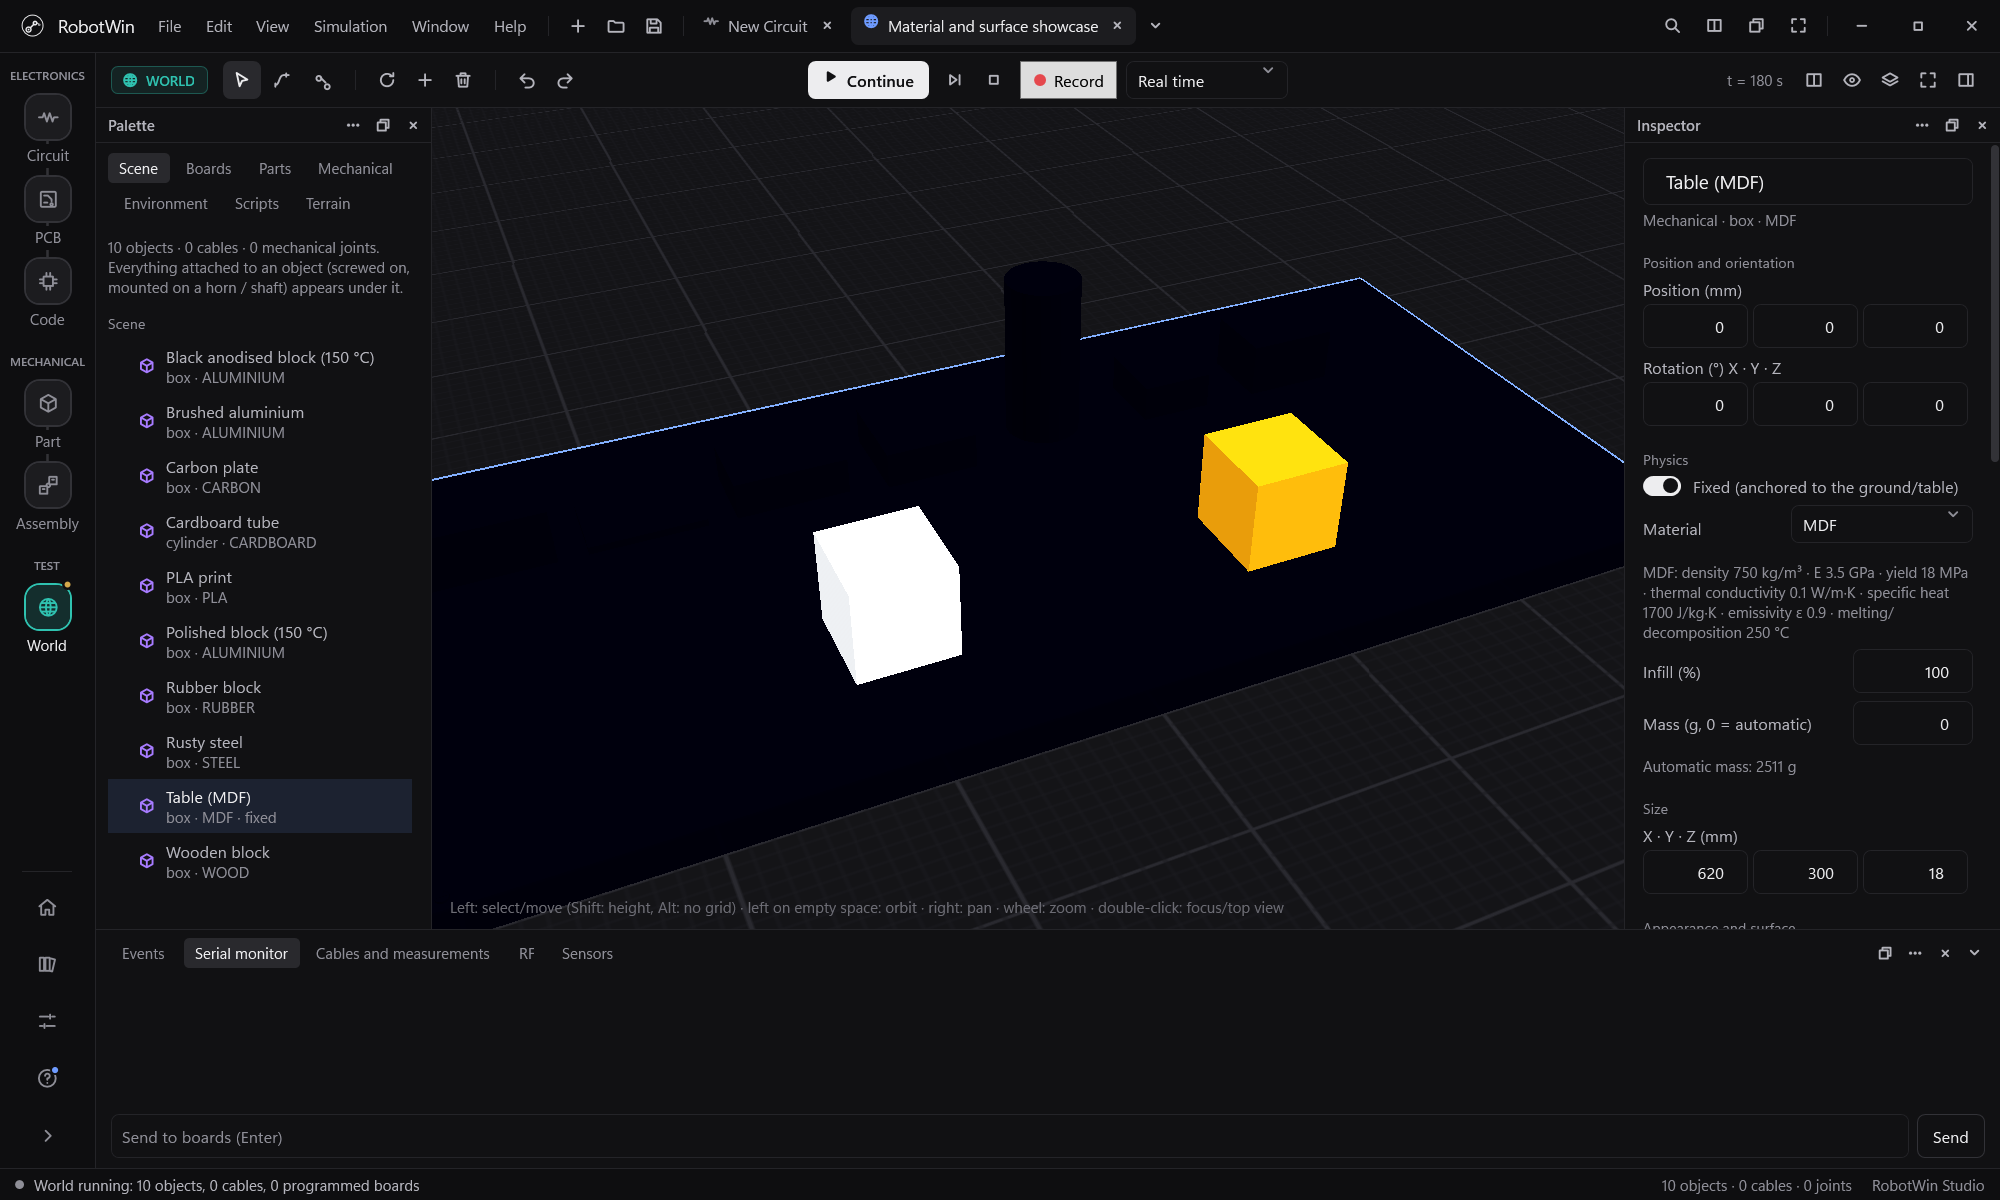 RobotWin File Edit View Simulation Window Help New Circuit Material and surface showcase
ELECTRONICS
Circuit
PCB
Code
MECHANICAL
Part
Assembly
TEST
World
WORLD Continue Record Real time t = 180 s
Palette
Scene Boards Parts Mechanical
Environment Scripts Terrain
10 objects · 0 cables · 0 mechanical joints.
Everything attached to an object (screwed on,
mounted on a horn / shaft) appears under it.
Scene
Black anodised block (150 °C)
box · ALUMINIUM
Brushed aluminium
box · ALUMINIUM
Carbon plate
box · CARBON
Cardboard tube
cylinder · CARDBOARD
PLA print
box · PLA
Polished block (150 °C)
box · ALUMINIUM
Rubber block
box · RUBBER
Rusty steel
box · STEEL
Table (MDF)
box · MDF · fixed
Wooden block
box · WOOD
Left: select/move (Shift: height, Alt: no grid) · left on empty space: orbit · right: pan · wheel: zoom · double-click: focus/top view
Inspector
Table (MDF)
Mechanical · box · MDF
Position and orientation
Position (mm)
0 0 0
Rotation (°) X · Y · Z
0 0 0
Physics
Fixed (anchored to the ground/table)
Material MDF
MDF: density 750 kg/m³ · E 3.5 GPa · yield 18 MPa
· thermal conductivity 0.1 W/m·K · specific heat
1700 J/kg·K · emissivity ε 0.9 · melting/
decomposition 250 °C
Infill (%) 100
Mass (g, 0 = automatic) 0
Automatic mass: 2511 g
Size
X · Y · Z (mm)
620 300 18
Appearance and surface
Events Serial monitor Cables and measurements RF Sensors
Send to boards (Enter) Send
World running: 10 objects, 0 cables, 0 programmed boards
10 objects · 0 cables · 0 joints RobotWin Studio